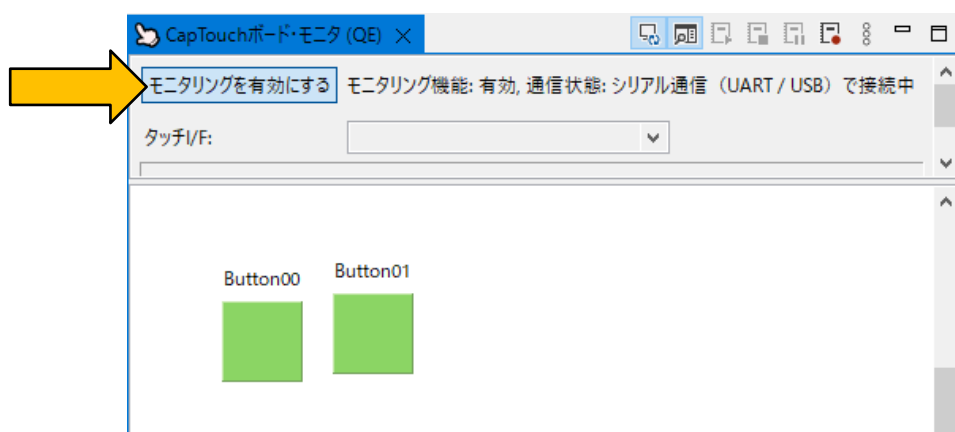 CapTouchボード・モニタ (QE)
モニタリングを有効にする モニタリング機能: 有効, 通信状態: シリアル通信（UART / USB）で接続中
タッチI/F:
Button00 Button01